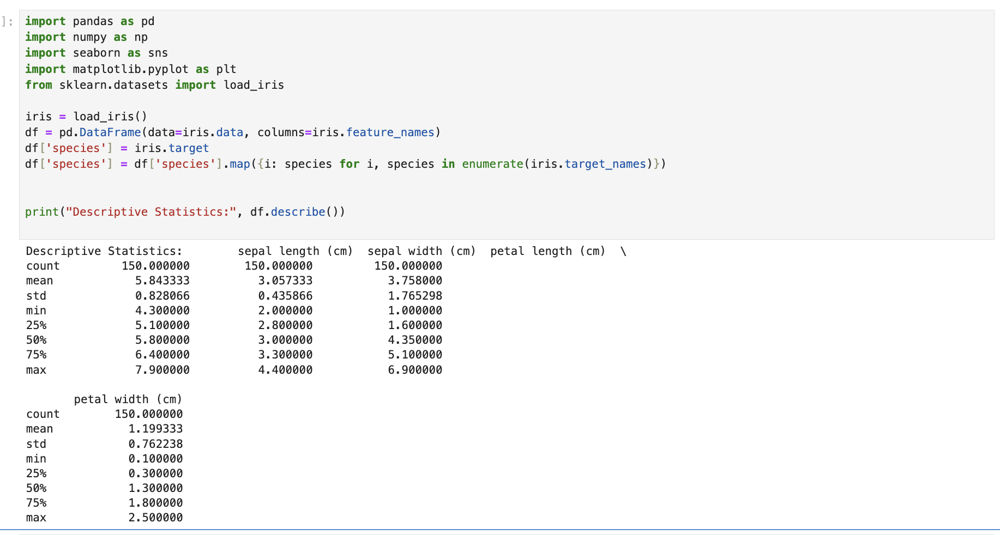 ]:
import pandas as pd
import numpy as np
import seaborn as sns
import matplotlib.pyplot as plt
from sklearn.datasets import load_iris

iris = load_iris()
df = pd.DataFrame(data=iris.data, columns=iris.feature_names)
df['species'] = iris.target
df['species'] = df['species'].map({i: species for i, species in enumerate(iris.target_names)})


print("Descriptive Statistics:", df.describe())

Descriptive Statistics:        sepal length (cm)  sepal width (cm)  petal length (cm)  \
count         150.000000        150.000000         150.000000
mean            5.843333          3.057333           3.758000
std             0.828066          0.435866           1.765298
min             4.300000          2.000000           1.000000
25%             5.100000          2.800000           1.600000
50%             5.800000          3.000000           4.350000
75%             6.400000          3.300000           5.100000
max             7.900000          4.400000           6.900000

       petal width (cm)
count        150.000000
mean           1.199333
std            0.762238
min            0.100000
25%            0.300000
50%            1.300000
75%            1.800000
max            2.500000